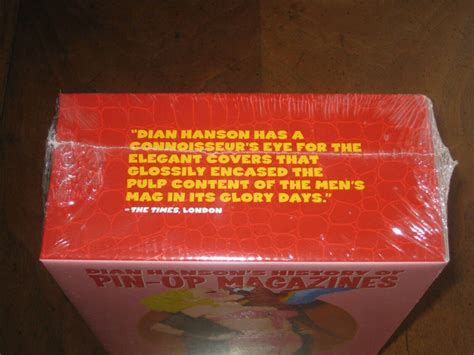 "DIAN HANSON HAS A
CONNOISSEUR'S EYE FOR THE
ELEGANT COVERS THAT
GLOSSILY ENCASED THE
PULP CONTENT OF THE MEN'S
MAG IN ITS GLORY DAYS."
–THE TIMES, LONDON
DIAN HANSON'S HISTORY OF
PIN-UP MAGAZINES